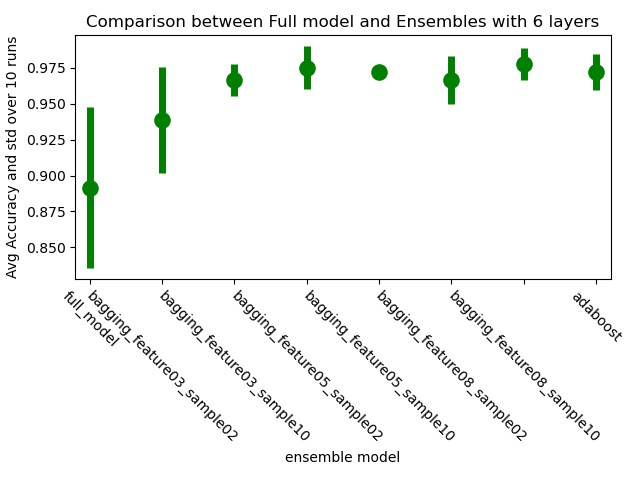 Comparison between Full model and Ensembles with 6 layers
Avg Accuracy and std over 10 runs
0.975
0.950
0.925
0.900
0.875
0.850
full_model
bagging_feature03_sample02
bagging_feature03_sample10
bagging_feature05_sample02
bagging_feature05_sample10
bagging_feature08_sample02
bagging_feature08_sample10
adaboost
ensemble model